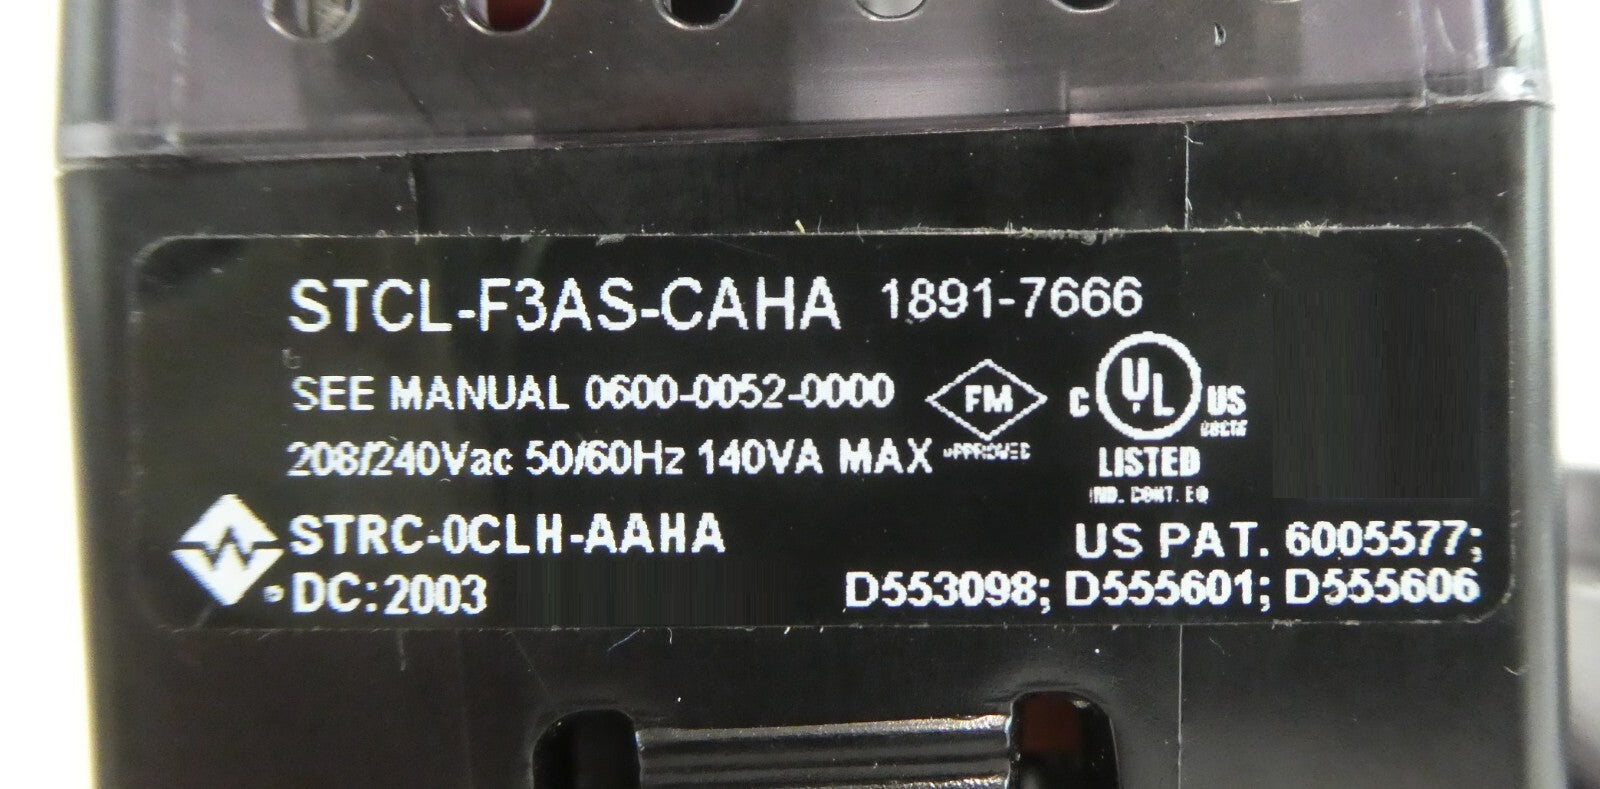 STCL-F3AS-CAHA 1891-7666
SEE MANUAL 0600-0052-0000
FM
APPROVED
C UL US
LISTED
IND. CONT. EQ
208/240Vac 50/60Hz 140VA MAX
STRC-0CLH-AAHA
DC:2003
US PAT. 6005577;
D553098; D555601; D555606